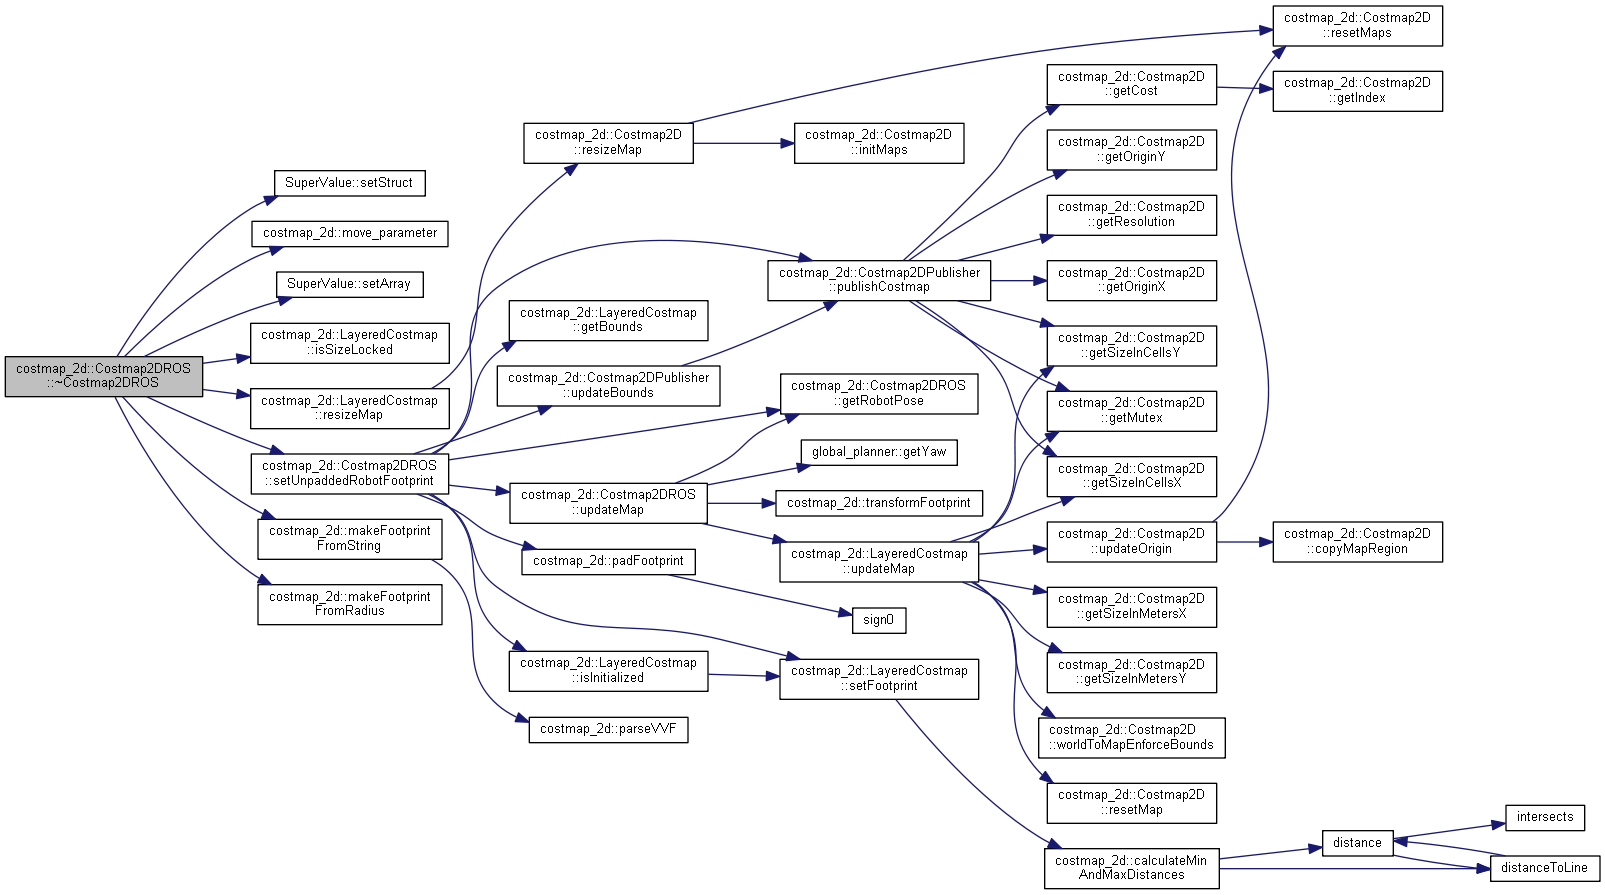 costmap_2d::Costmap2DROS
::~Costmap2DROS
SuperValue::setStruct
costmap_2d::move_parameter
SuperValue::setArray
costmap_2d::LayeredCostmap
::isSizeLocked
costmap_2d::LayeredCostmap
::resizeMap
costmap_2d::Costmap2DROS
::setUnpaddedRobotFootprint
costmap_2d::makeFootprint
FromString
costmap_2d::makeFootprint
FromRadius
costmap_2d::Costmap2D
::resizeMap
costmap_2d::LayeredCostmap
::getBounds
costmap_2d::Costmap2DPublisher
::updateBounds
costmap_2d::Costmap2DROS
::updateMap
costmap_2d::padFootprint
costmap_2d::LayeredCostmap
::isInitialized
costmap_2d::parseVVF
costmap_2d::Costmap2D
::initMaps
costmap_2d::Costmap2DPublisher
::publishCostmap
costmap_2d::Costmap2DROS
::getRobotPose
global_planner::getYaw
costmap_2d::transformFootprint
costmap_2d::LayeredCostmap
::updateMap
sign0
costmap_2d::LayeredCostmap
::setFootprint
costmap_2d::Costmap2D
::getCost
costmap_2d::Costmap2D
::getOriginY
costmap_2d::Costmap2D
::getResolution
costmap_2d::Costmap2D
::getOriginX
costmap_2d::Costmap2D
::getSizeInCellsY
costmap_2d::Costmap2D
::getMutex
costmap_2d::Costmap2D
::getSizeInCellsX
costmap_2d::Costmap2D
::updateOrigin
costmap_2d::Costmap2D
::getSizeInMetersX
costmap_2d::Costmap2D
::getSizeInMetersY
costmap_2d::Costmap2D
::worldToMapEnforceBounds
costmap_2d::Costmap2D
::resetMap
costmap_2d::calculateMin
AndMaxDistances
costmap_2d::Costmap2D
::resetMaps
costmap_2d::Costmap2D
::getIndex
costmap_2d::Costmap2D
::copyMapRegion
distance
intersects
distanceToLine